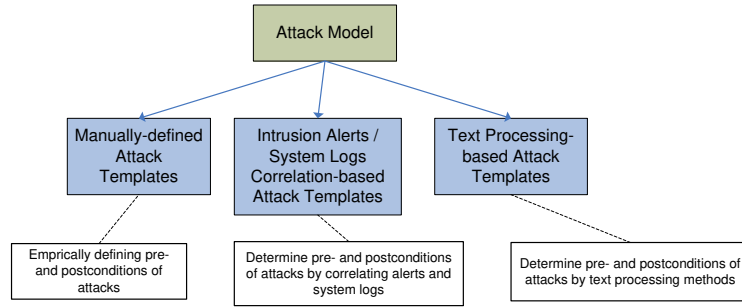 Attack Model
Manually-defined
Attack
Templates
Intrusion Alerts /
System Logs
Correlation-based
Attack Templates
Text Processing-
based Attack
Templates
Emprically defining pre-
and postconditions of
attacks
Determine pre- and postconditions
of attacks by correlating alerts and
system logs
Determine pre- and postconditions of
attacks by text processing methods